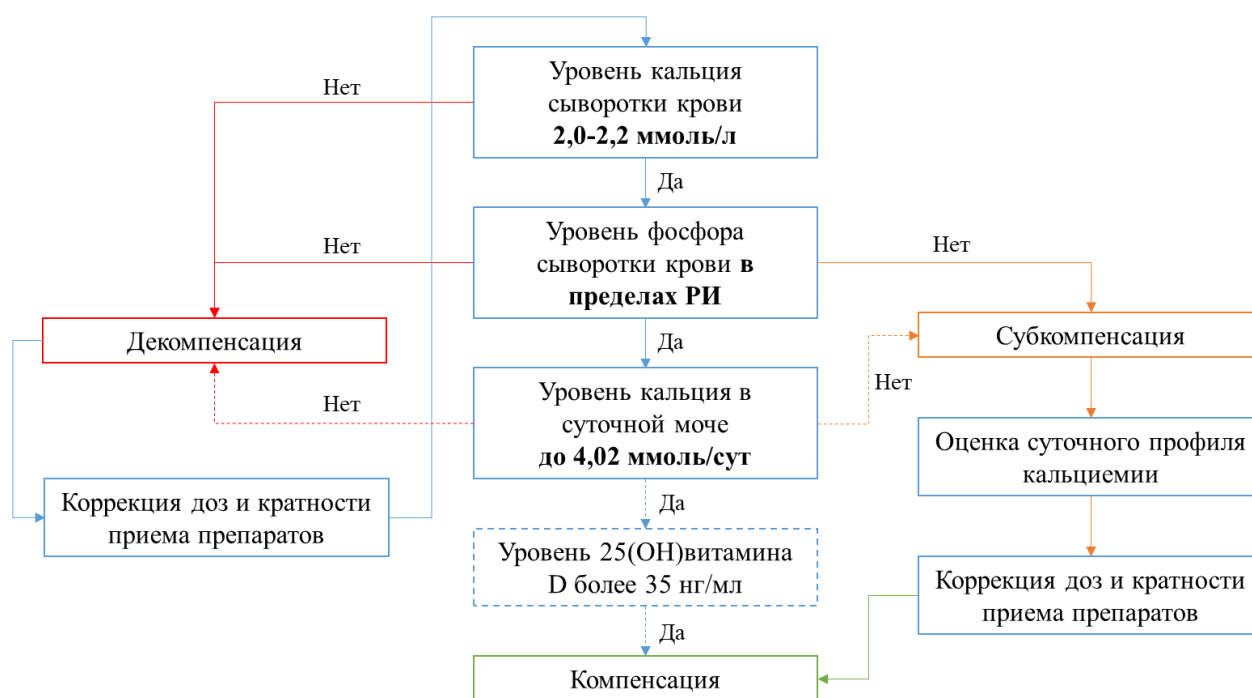 Уровень кальция
сыворотки крови
2,0-2,2 ммоль/л
Нет
Да
Уровень фосфора
сыворотки крови в
пределах РИ
Нет
Нет
Декомпенсация
Да
Субкомпенсация
Уровень кальция в
суточной моче
до 4,02 ммоль/сут
Нет
Нет
Оценка суточного профиля
кальциемии
Коррекция доз и кратности
приема препаратов
Да
Уровень 25(ОН)витамина
D более 35 нг/мл
Коррекция доз и кратности
приема препаратов
Да
Компенсация